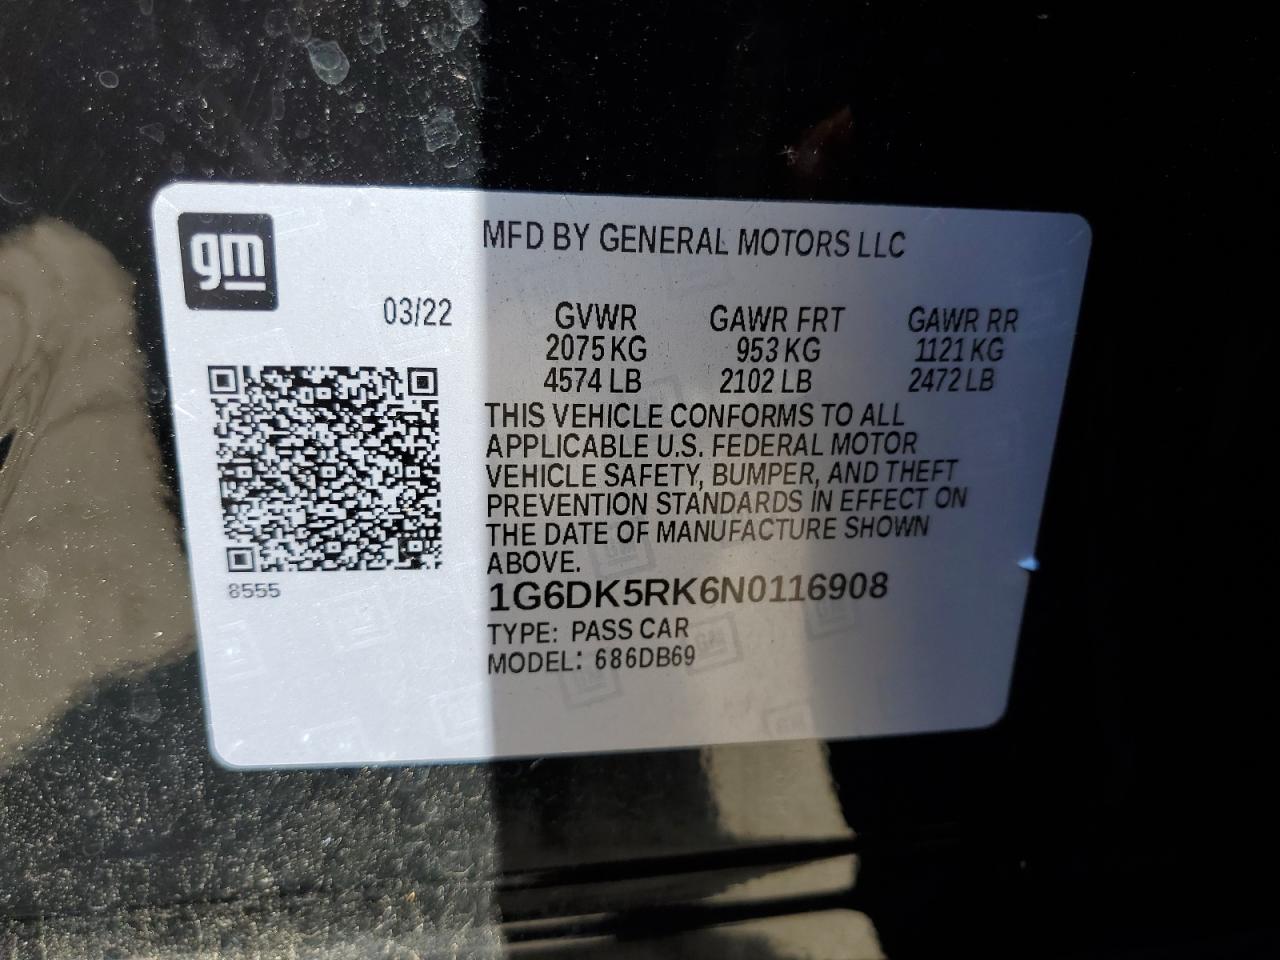 gm
MFD BY GENERAL MOTORS LLC
03/22
GVWR GAWR FRT GAWR RR
2075 KG 953 KG 1121 KG
4574 LB 2102 LB 2472 LB
THIS VEHICLE CONFORMS TO ALL
APPLICABLE U.S. FEDERAL MOTOR
VEHICLE SAFETY, BUMPER, AND THEFT
PREVENTION STANDARDS IN EFFECT ON
THE DATE OF MANUFACTURE SHOWN
ABOVE.
8555
1G6DK5RK6N0116908
TYPE: PASS CAR
MODEL: 686DB69